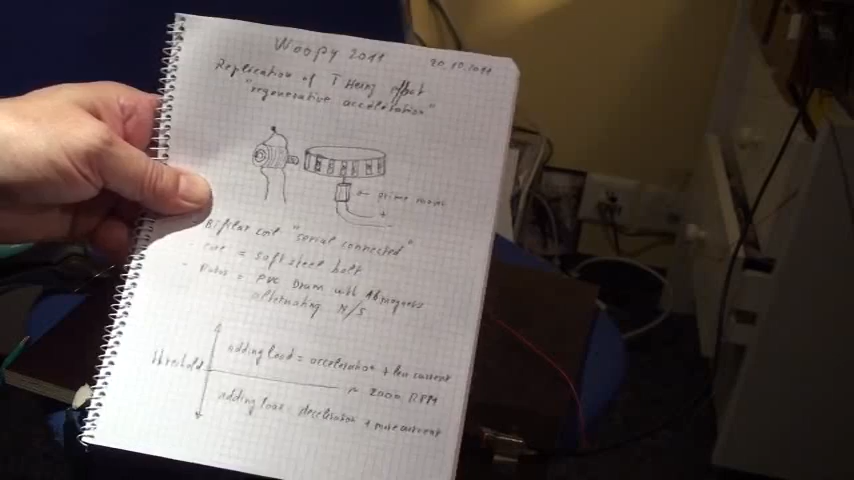 Woopy 2011
20.10.2011
Replication of T Heins effect
"regenerative acceleration"
← prime mover
+
-
Bifilar coil "serial connected"
- core = soft steel bolt
- Rotor = PVC Drum with 16 magnets
alternating N/S
adding load = acceleration + less current
threshold
~ 2000 RPM
adding load = deceleration + more current